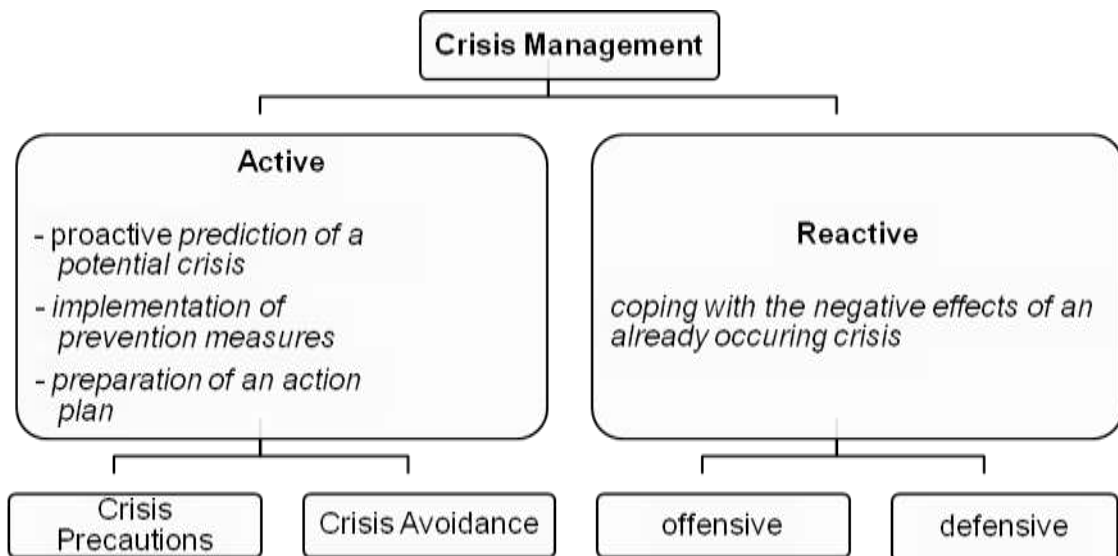 Crisis Management
Active
- proactive prediction of a
potential crisis
- implementation of
prevention measures
- preparation of an action
plan
Reactive
coping with the negative effects of an
already occuring crisis
Crisis
Precautions
Crisis Avoidance
offensive
defensive